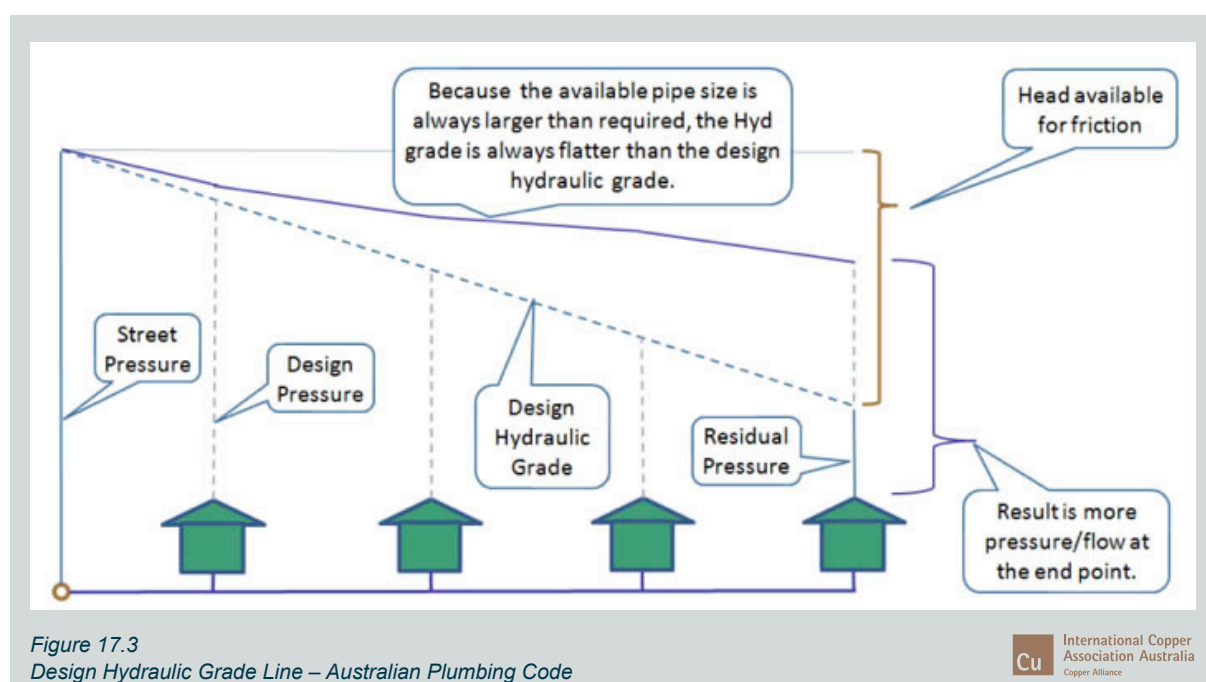 Because the available pipe size is
always larger than required, the Hyd
grade is always flatter than the design
hydraulic grade.
Head available
for friction
Street
Pressure
Design
Pressure
Design
Hydraulic
Grade
Residual
Pressure
Result is more
pressure/flow at
the end point.
Figure 17.3
Design Hydraulic Grade Line – Australian Plumbing Code
Cu
International Copper
Association Australia
Copper Alliance